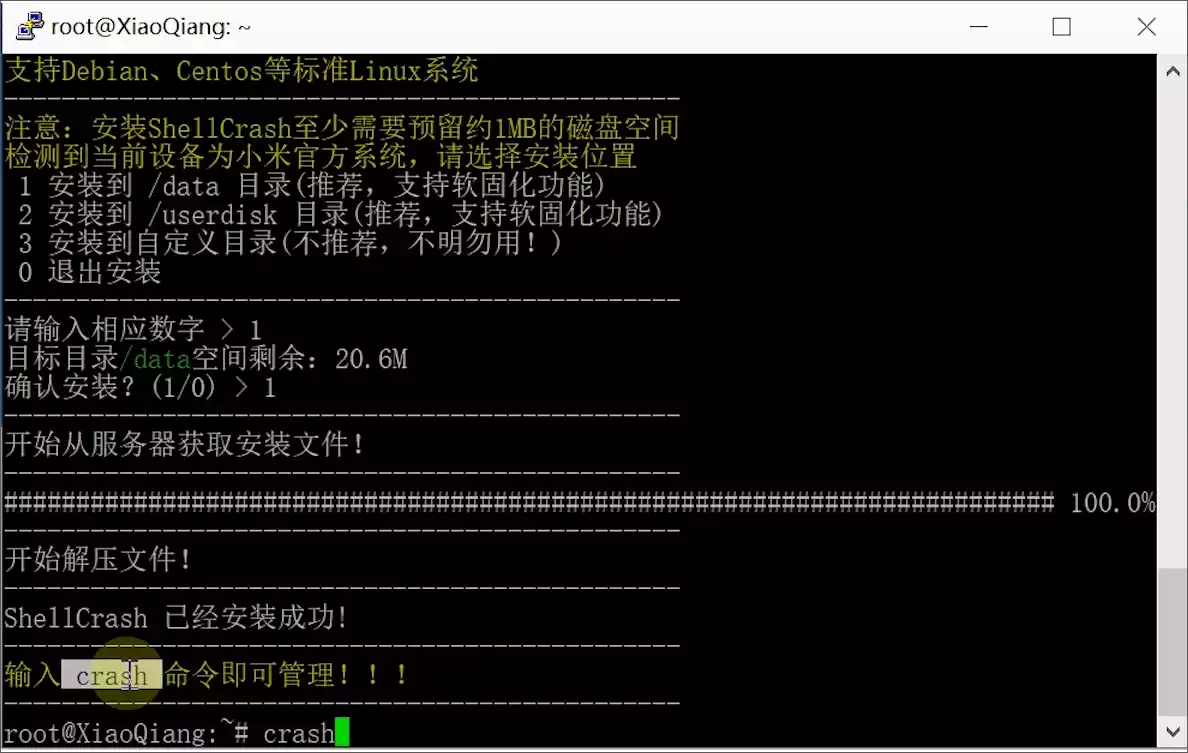 root@XiaoQiang: ~
支持Debian、Centos等标准Linux系统
-----------------------------------------------
注意：安装ShellCrash至少需要预留约1MB的磁盘空间
检测到当前设备为小米官方系统，请选择安装位置
1 安装到 /data 目录(推荐，支持软固化功能)
2 安装到 /userdisk 目录(推荐，支持软固化功能)
3 安装到自定义目录(不推荐，不明勿用！)
0 退出安装
-----------------------------------------------
请输入相应数字 > 1
目标目录/data空间剩余：20.6M
确认安装？(1/0) > 1
-----------------------------------------------
开始从服务器获取安装文件！
-----------------------------------------------
######################################################################### 100.0%
-----------------------------------------------
开始解压文件！
-----------------------------------------------
ShellCrash 已经安装成功!
-----------------------------------------------
输入 crash 命令即可管理！！！
-----------------------------------------------
root@XiaoQiang:~# crash